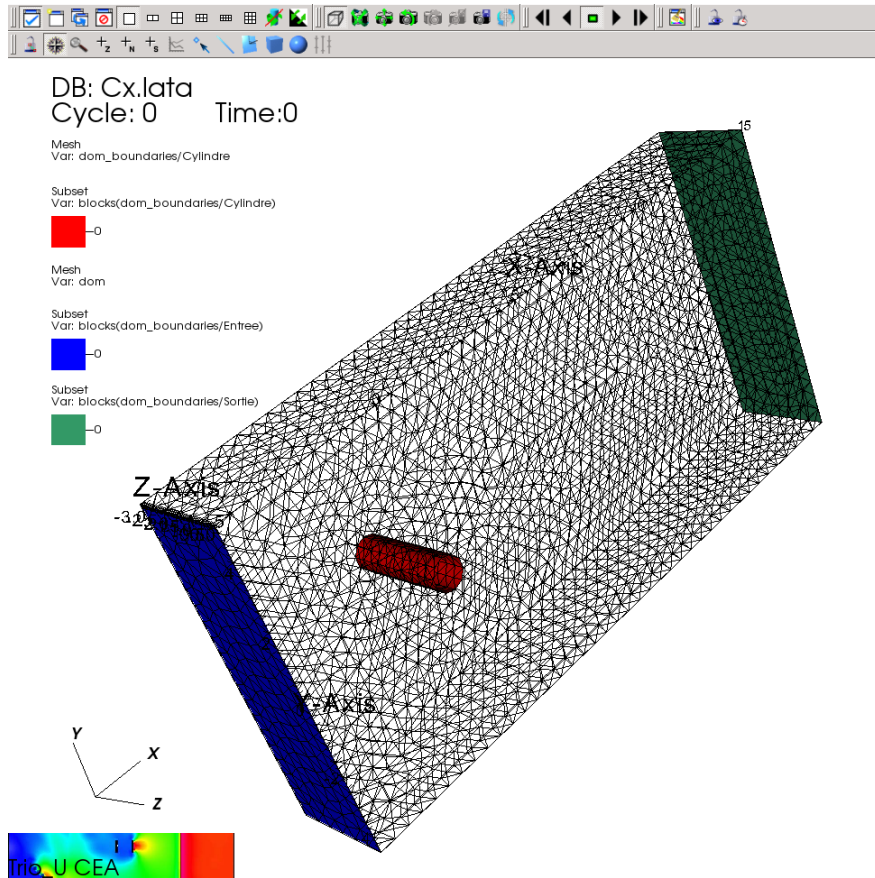 DB: Cx.lata
Cycle: 0 Time:0
Mesh
Var: dom_boundaries/Cylindre
Subset
Var: blocks(dom_boundaries/Cylindre)
0
Mesh
Var: dom
Subset
Var: blocks(dom_boundaries/Entree)
0
Subset
Var: blocks(dom_boundaries/Sortie)
0
15
X-Axis
Z-Axis
Y-Axis
Y
X
Z
Trio_U CEA